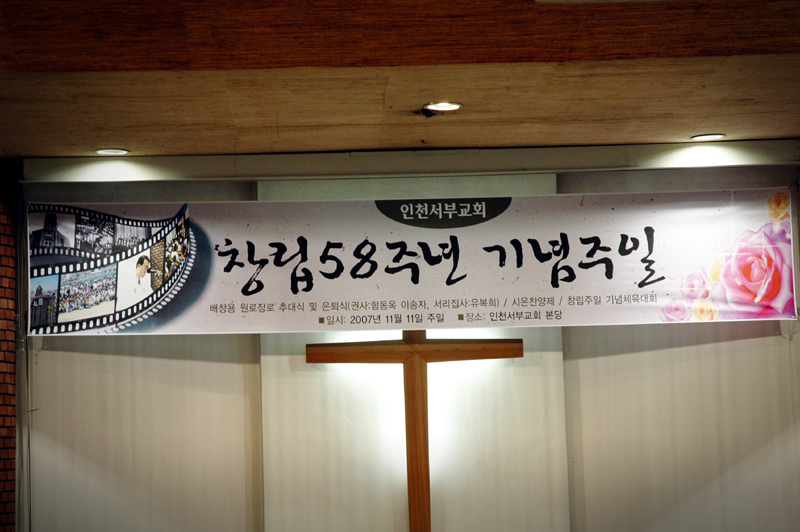 인천서부교회
창립58주년 기념주일
배창용 원로장로 추대식 및 은퇴식(권사:함동옥 이송자, 서리집사:유복희) / 시온찬양제 / 창립주일 기념체육대회
■일시: 2007년 11월 11일 주일 ■장소: 인천서부교회 본당